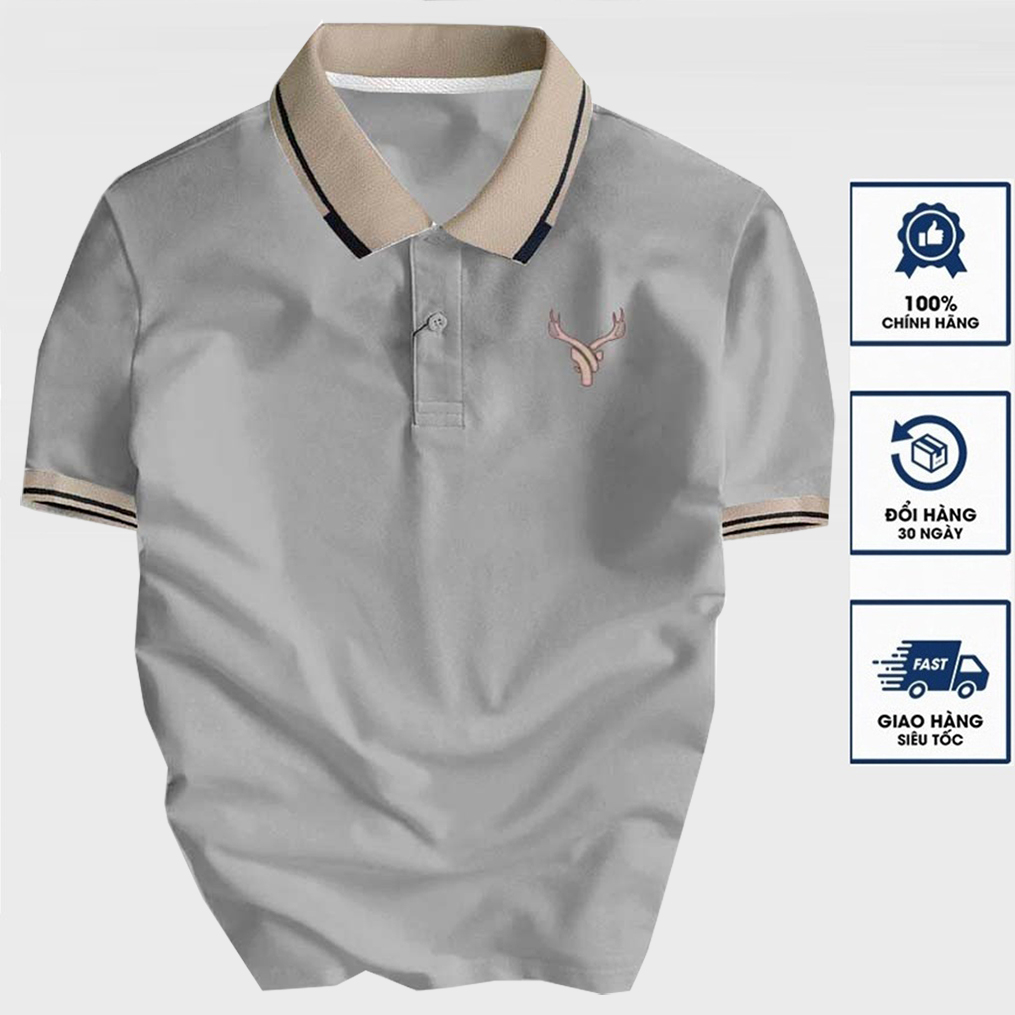 100%
CHÍNH HÃNG
ĐỔI HÀNG
30 NGÀY
FAST
GIAO HÀNG
SIÊU TỐC